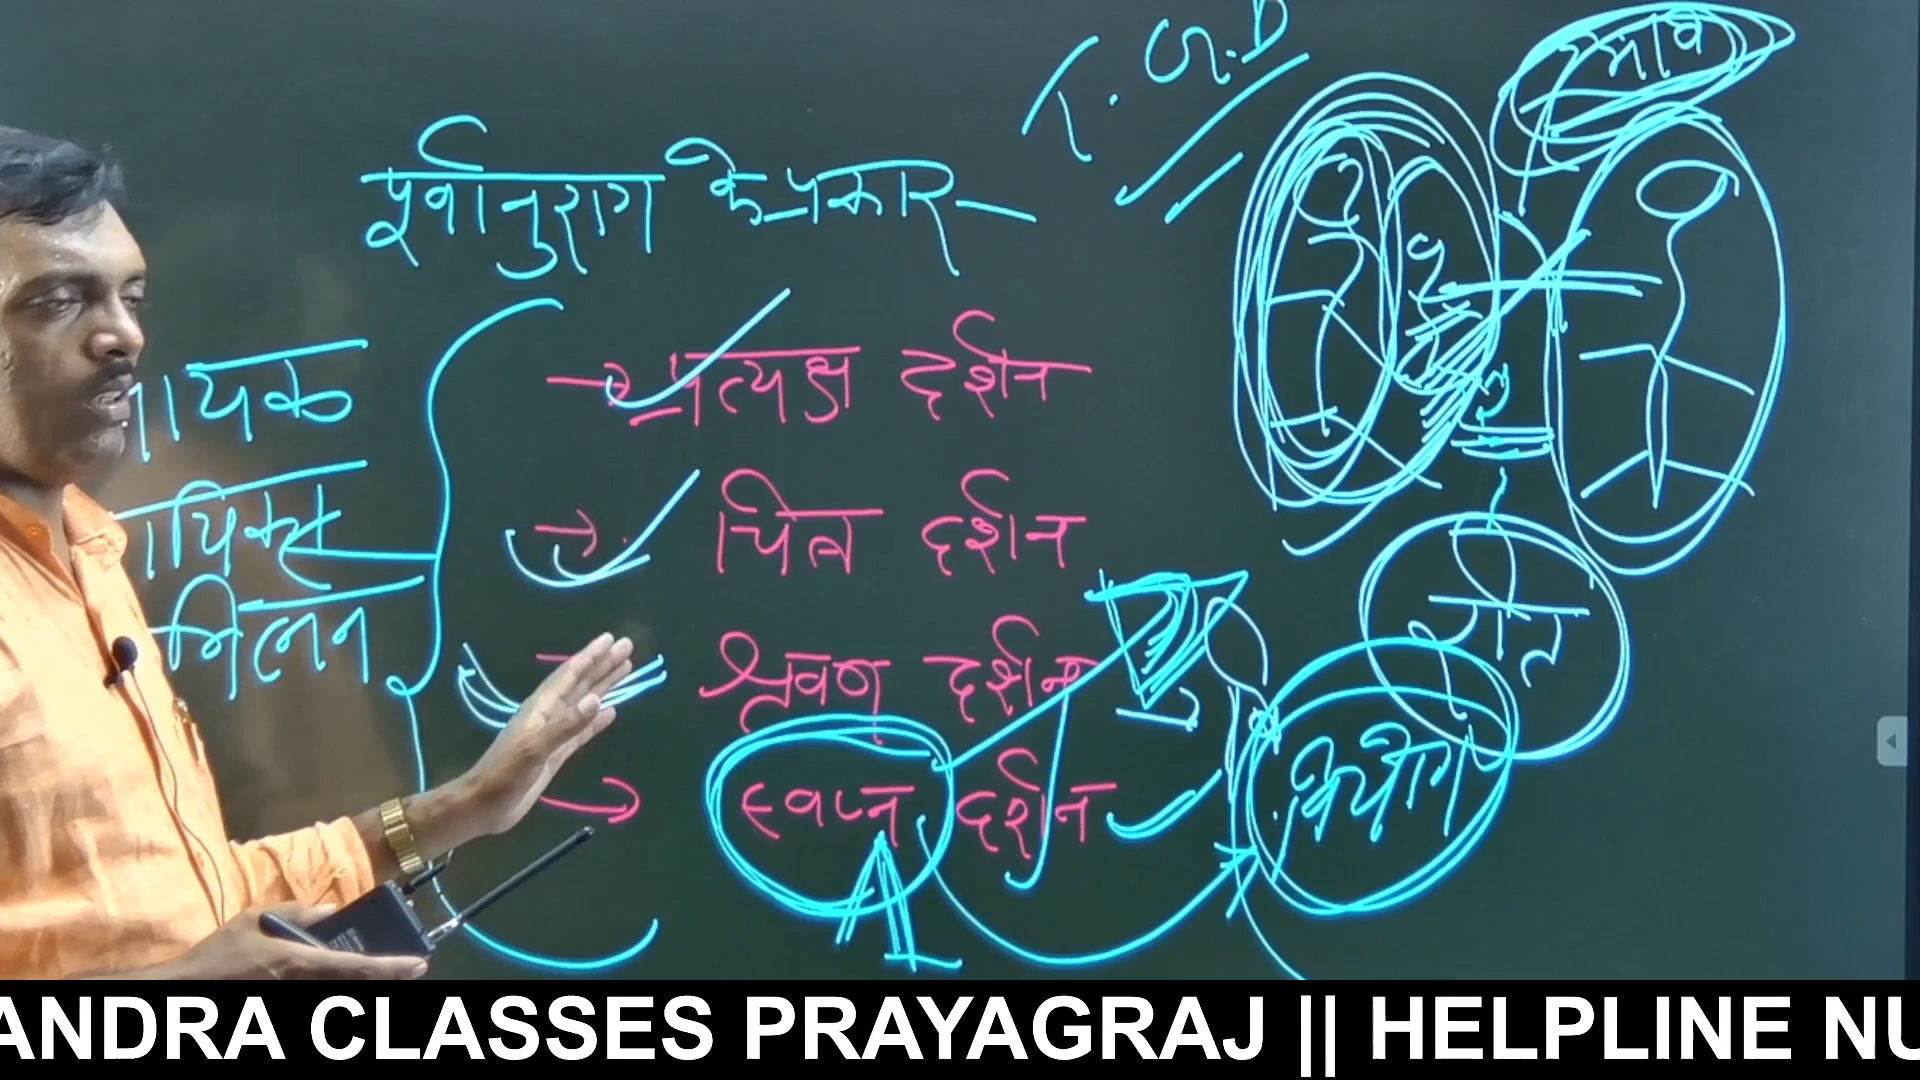 पूर्वानुराग के प्रकार –
T. G. D
→ प्रत्यक्ष दर्शन
→ चित्र दर्शन
श्रवण दर्शन
→ स्वप्न दर्शन
नायक
मिलन
रति
वियोग
ANDRA CLASSES PRAYAGRAJ || HELPLINE NU